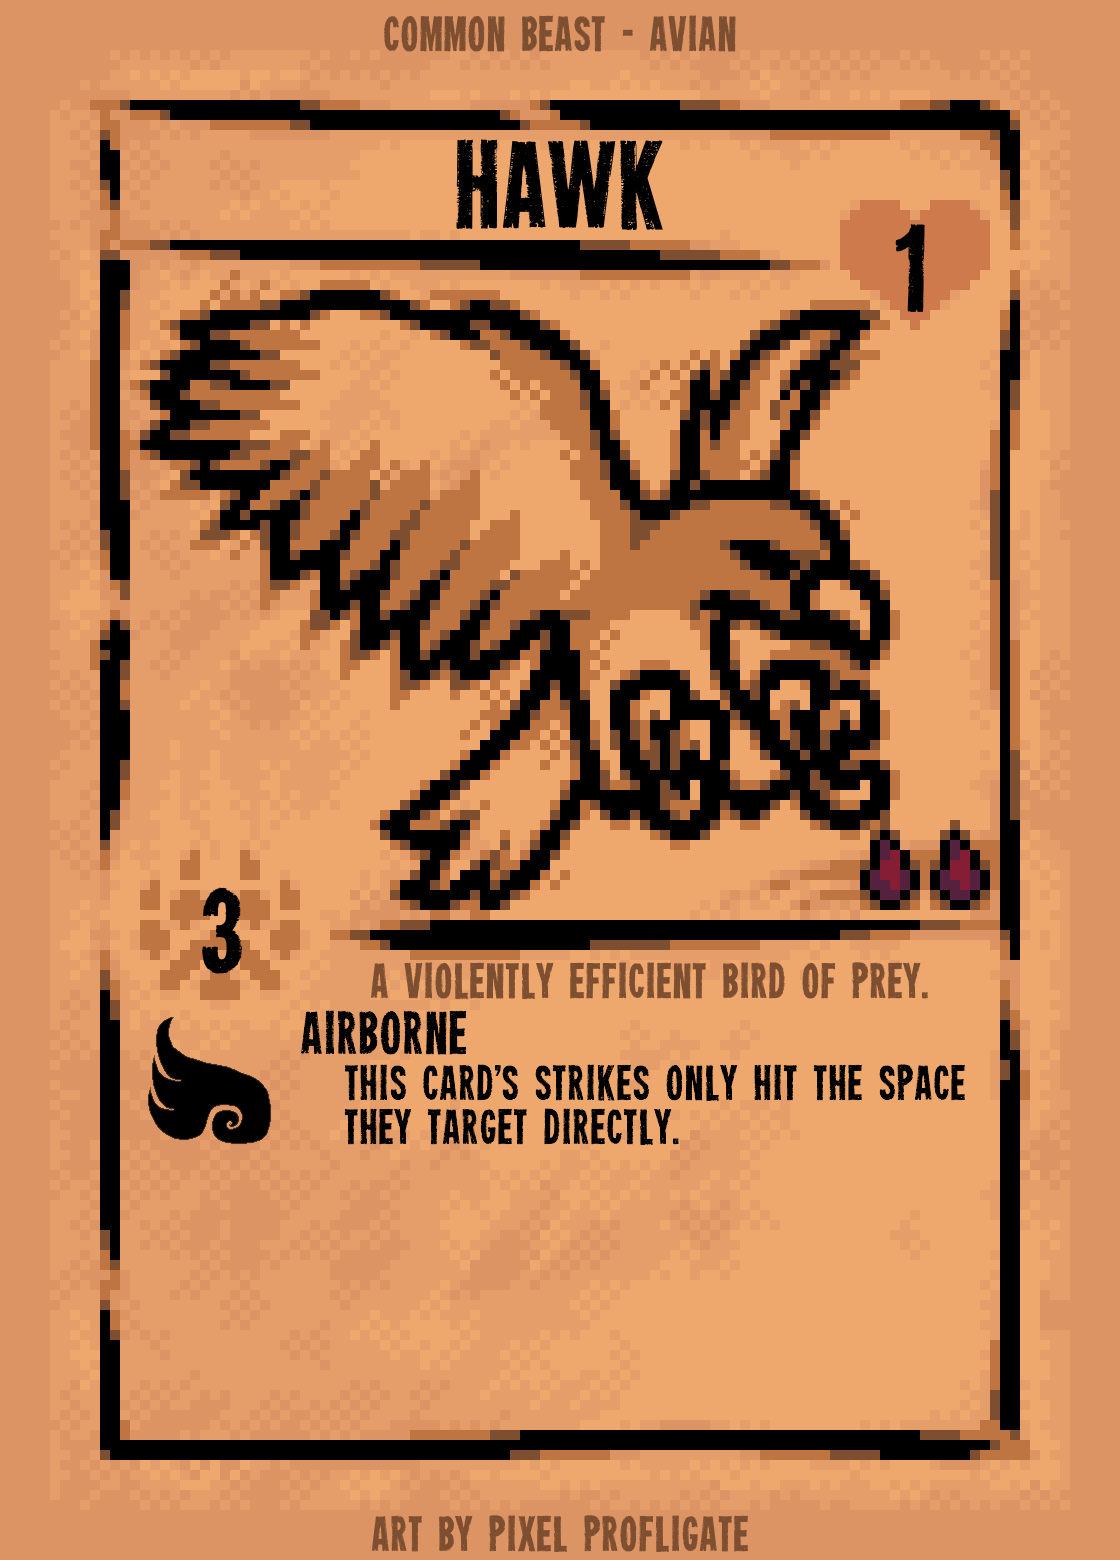 COMMON BEAST - AVIAN
HAWK
1
3
A VIOLENTLY EFFICIENT BIRD OF PREY.
AIRBORNE
THIS CARD'S STRIKES ONLY HIT THE SPACE
THEY TARGET DIRECTLY.
ART BY PIXEL PROFLIGATE